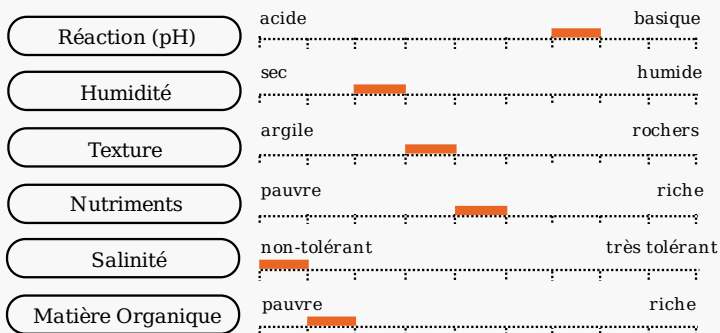 acide basique
Réaction (pH)
sec humide
Humidité
argile rochers
Texture
pauvre riche
Nutriments
non-tolérant très tolérant
Salinité
pauvre riche
Matière Organique